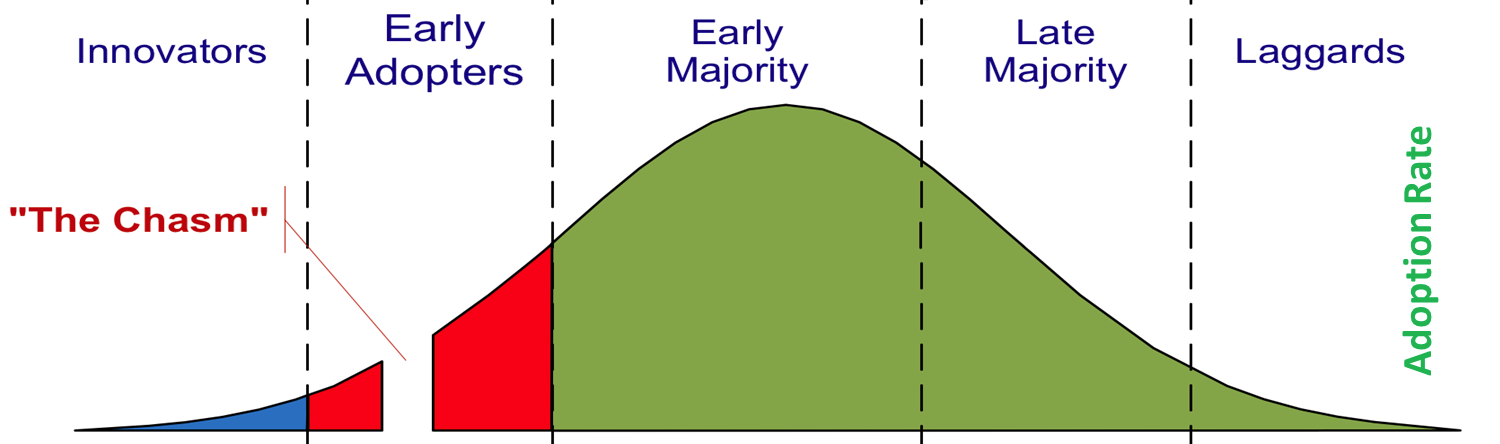 Innovators
Early
Adopters
Early
Majority
Late
Majority
Laggards
"The Chasm"
Adoption Rate